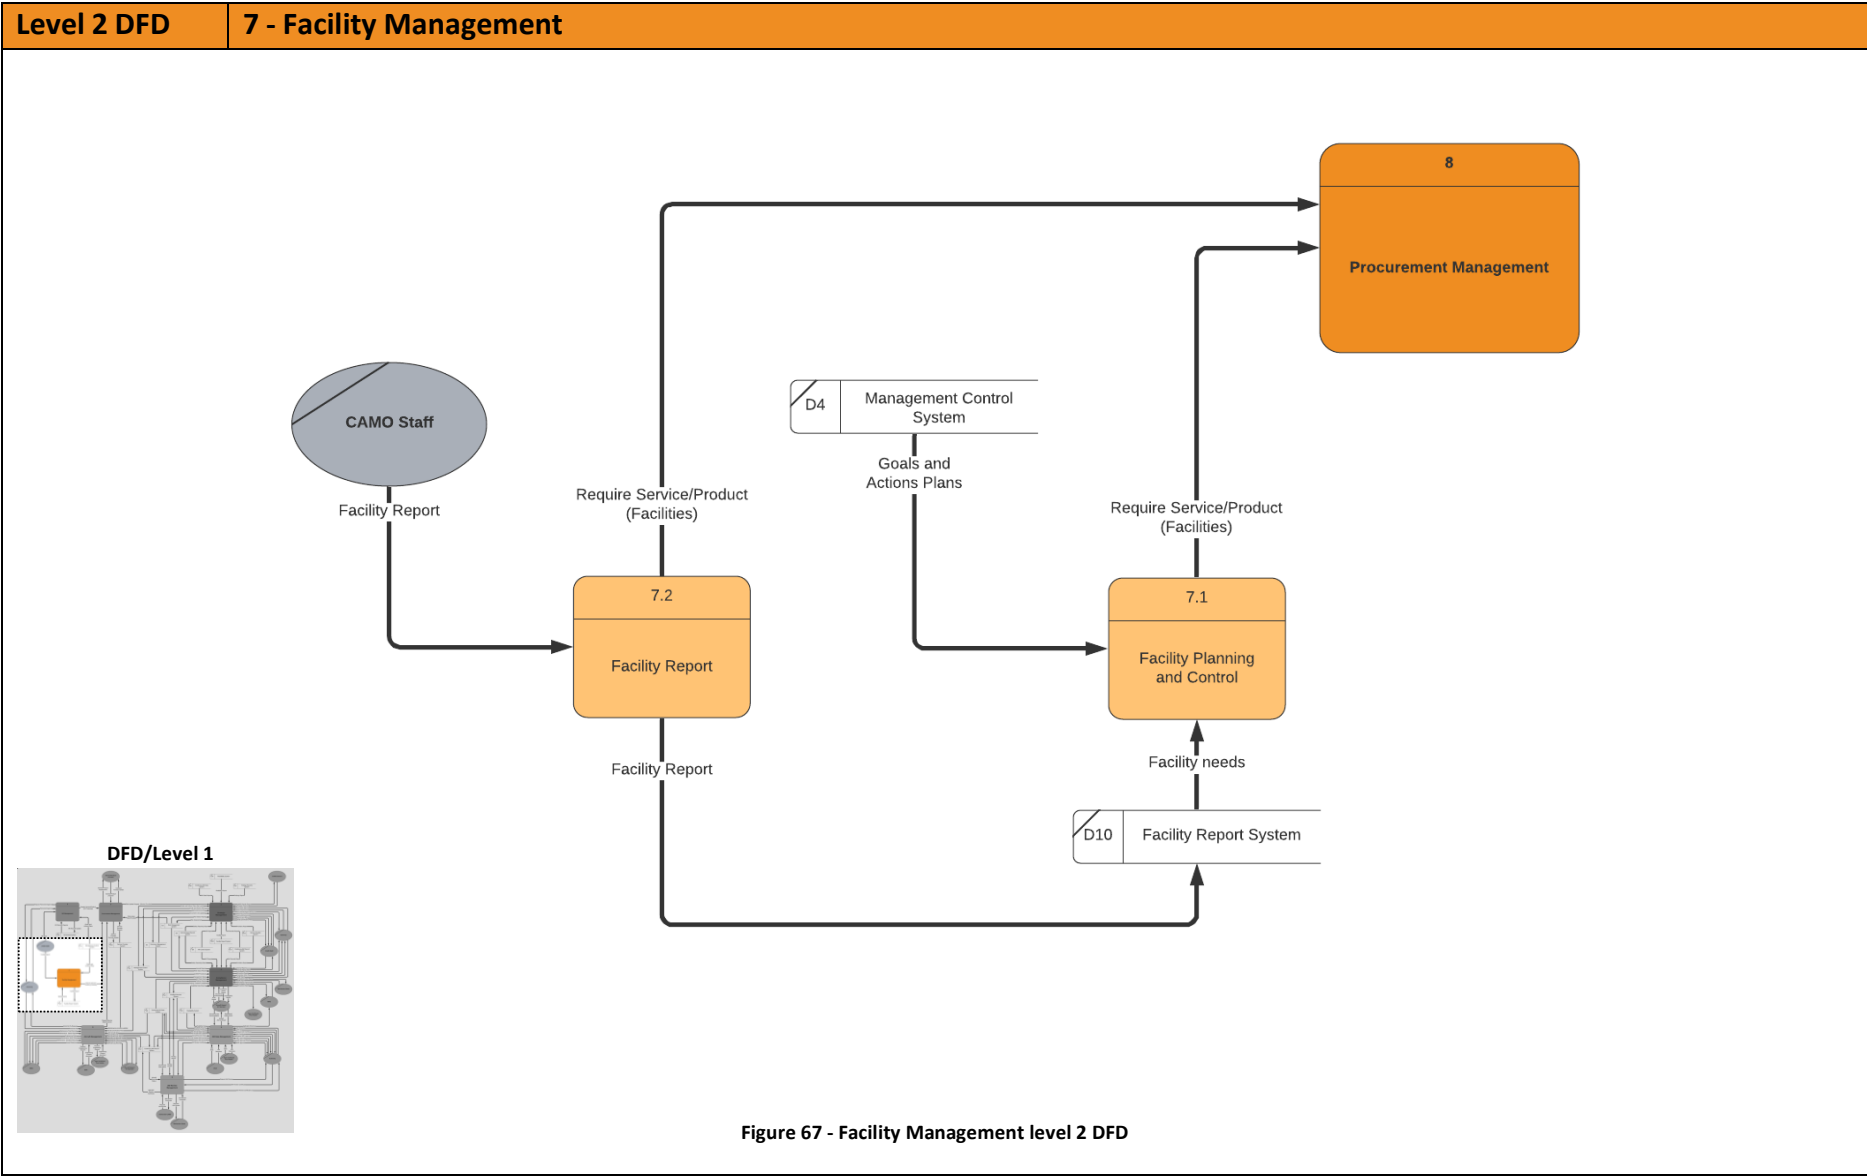 Level 2 DFD
7 - Facility Management
8
Procurement Management
CAMO Staff
D4
Management Control
System
Goals and
Actions Plans
Facility Report
Require Service/Product
(Facilities)
Require Service/Product
(Facilities)
7.2
Facility Report
7.1
Facility Planning
and Control
Facility Report
Facility needs
D10
Facility Report System
DFD/Level 1
Figure 67 - Facility Management level 2 DFD